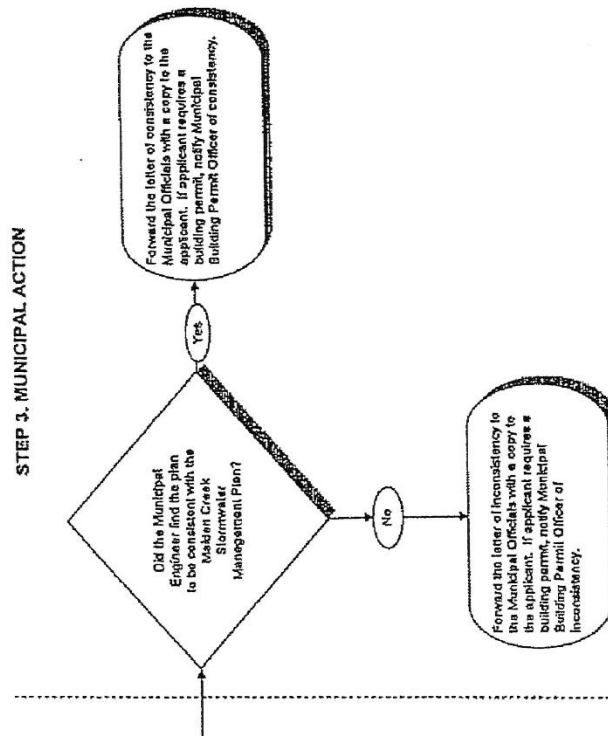 STEP 3. MUNICIPAL ACTION
Did the Municipal
Engineer find the plan
to be consistent with the
Maiden Creek
Stormwater
Management Plan?
Yes
Forward the letter of consistency to the
Municipal Officials with a copy to the
applicant. If applicant requires a
building permit, notify Municipal
Building Permit Officer of consistency.
No
Forward the letter of inconsistency to
the Municipal Officials with a copy to
the applicant. If applicant requires a
building permit, notify Municipal
Building Permit Officer of
inconsistency.